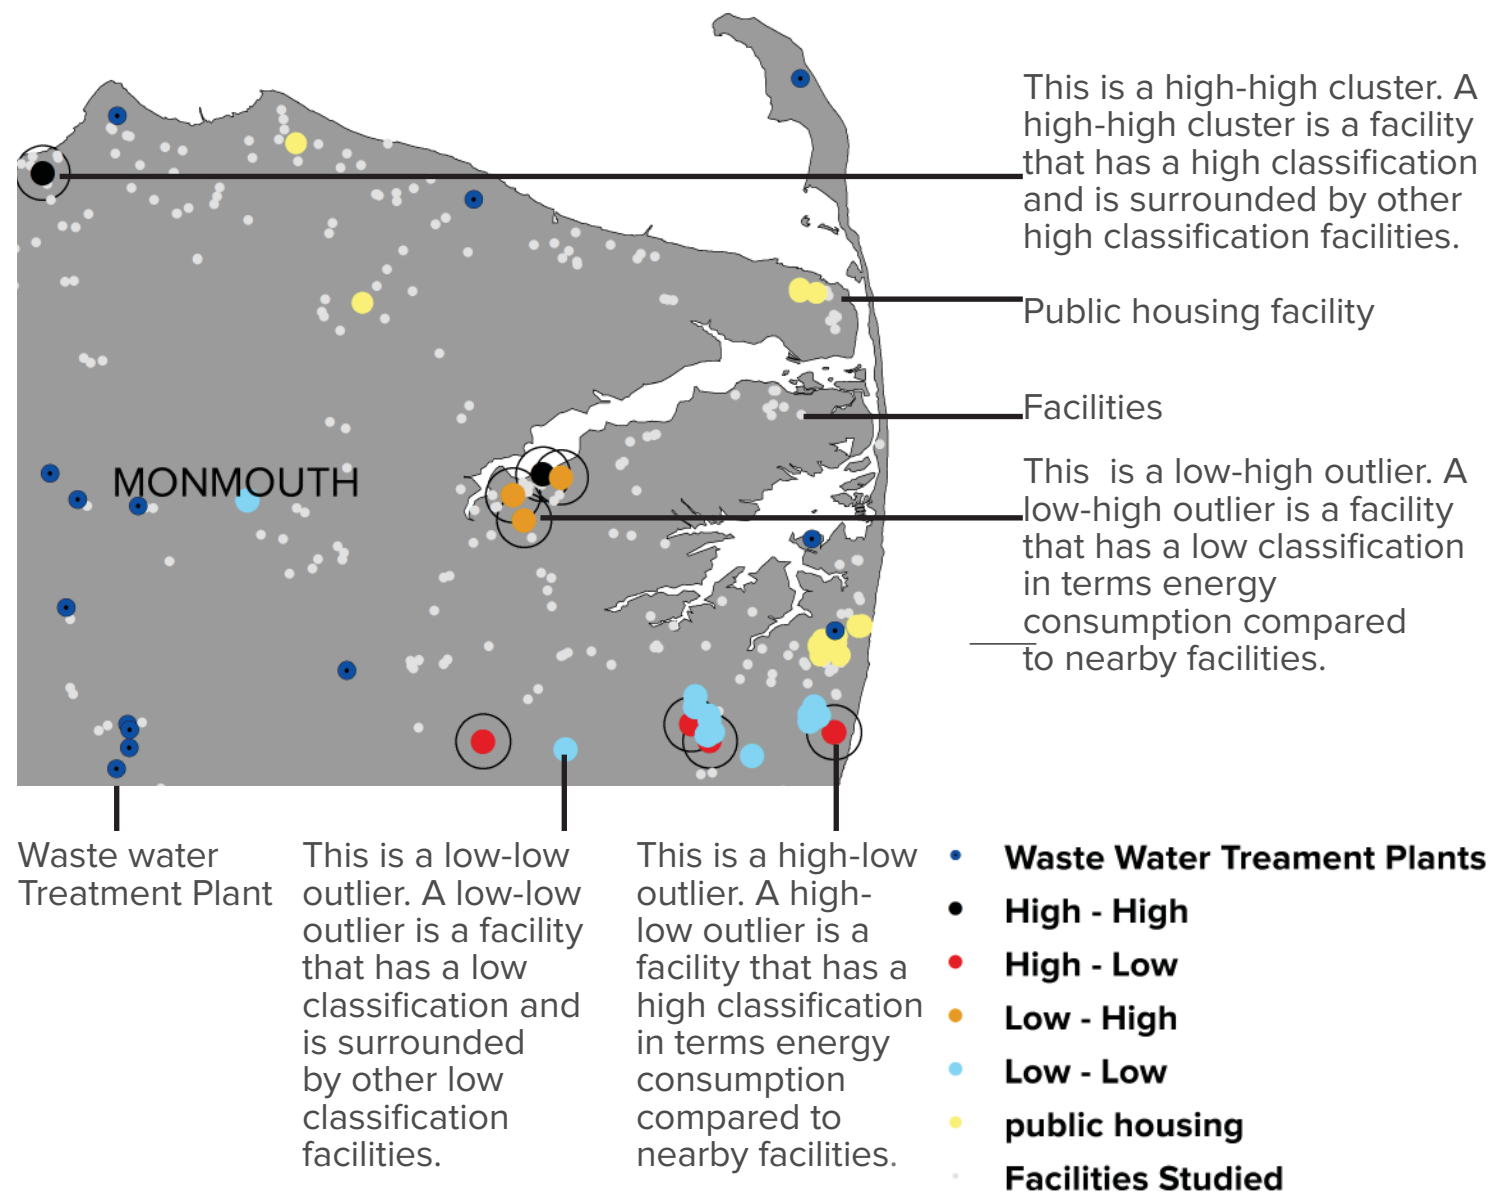 This is a high-high cluster. A
high-high cluster is a facility
that has a high classification
and is surrounded by other
high classification facilities.
Public housing facility
Facilities
MONMOUTH
This  is a low-high outlier. A
low-high outlier is a facility
that has a low classification
in terms energy
consumption compared
to nearby facilities.
Waste water
Treatment Plant
This is a low-low
outlier. A low-low
outlier is a facility
that has a low
classification and
is surrounded
by other low
classification
facilities.
This is a high-low
outlier. A high-
low outlier is a
facility that has a
high classification
in terms energy
consumption
compared to
nearby facilities.
Waste Water Treament Plants
High - High
High - Low
Low - High
Low - Low
public housing
Facilities Studied